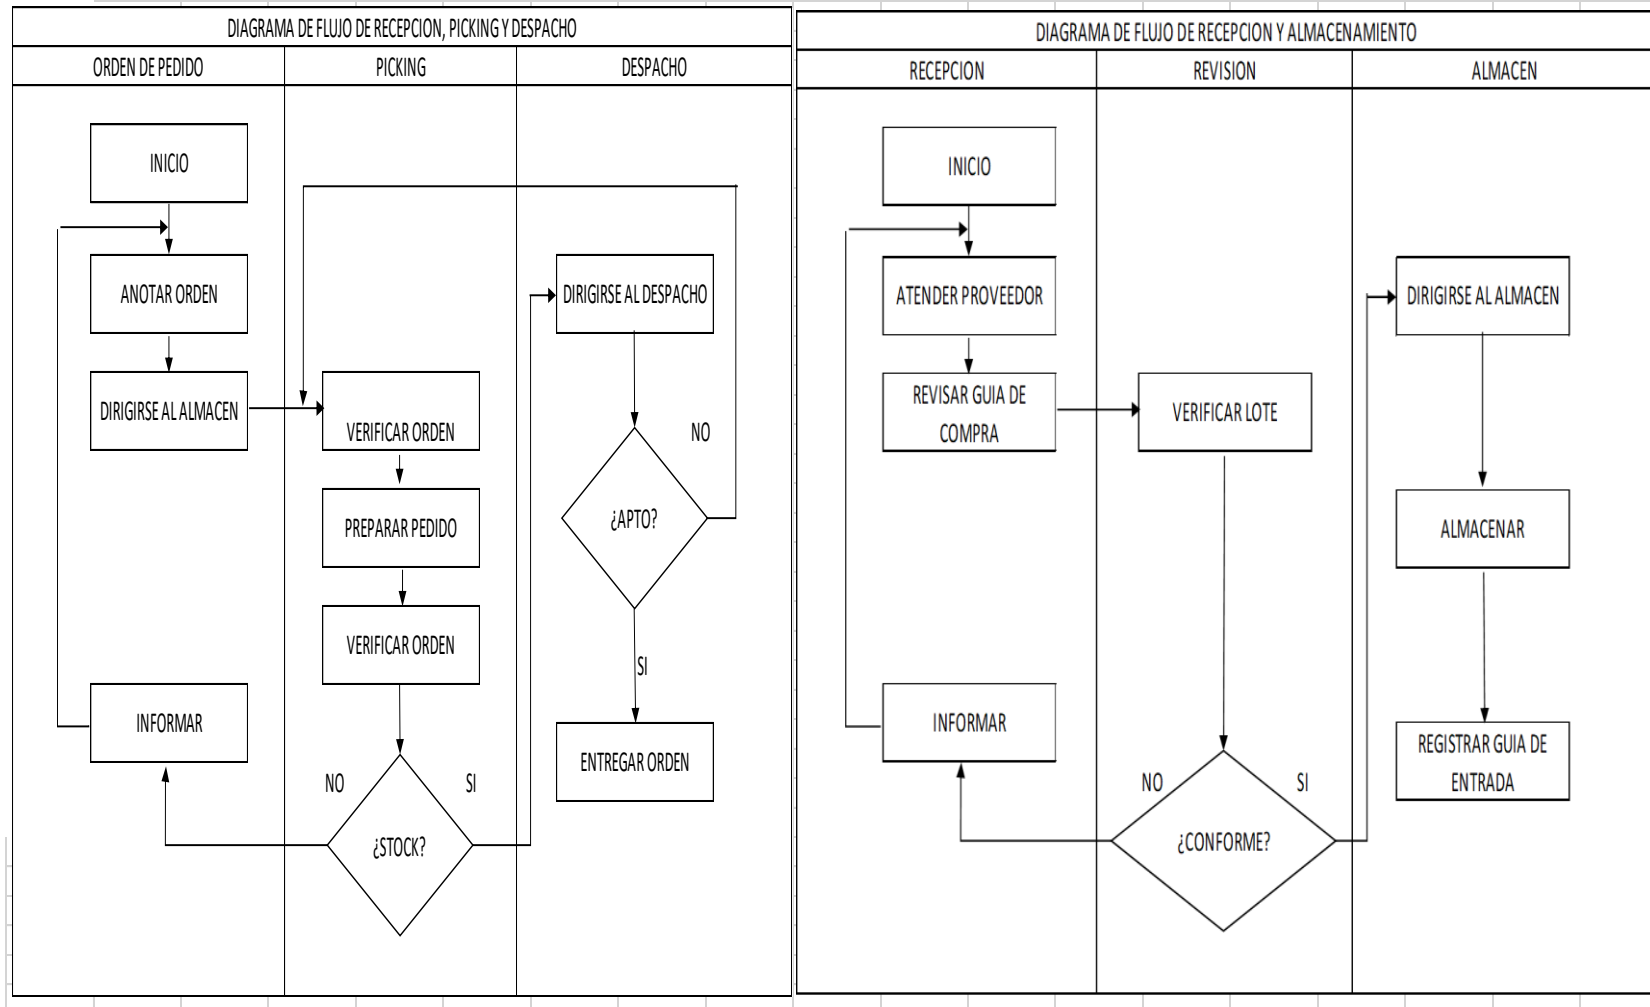 DIAGRAMA DE FLUJO DE RECEPCION, PICKING Y DESPACHO
ORDEN DE PEDIDO
PICKING
DESPACHO
INICIO
ANOTAR ORDEN
DIRIGIRSE AL ALMACEN
INFORMAR
VERIFICAR ORDEN
PREPARAR PEDIDO
VERIFICAR ORDEN
NO
SI
¿STOCK?
DIRIGIRSE AL DESPACHO
NO
¿APTO?
SI
ENTREGAR ORDEN
DIAGRAMA DE FLUJO DE RECEPCION Y ALMACENAMIENTO
RECEPCION
REVISION
ALMACEN
INICIO
ATENDER PROVEEDOR
REVISAR GUIA DE
COMPRA
INFORMAR
VERIFICAR LOTE
NO
SI
¿CONFORME?
DIRIGIRSE AL ALMACEN
ALMACENAR
REGISTRAR GUIA DE
ENTRADA